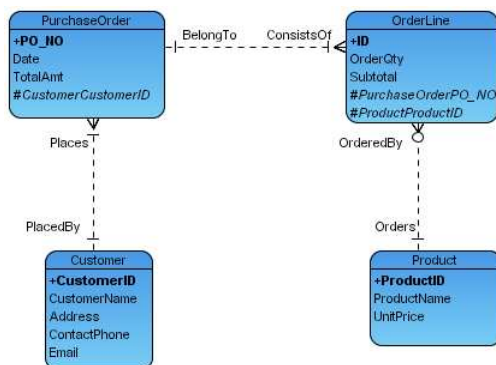 PurchaseOrder
+PO_NO
Date
TotalAmt
#CustomerCustomerID
BelongTo
ConsistsOf
OrderLine
+ID
OrderQty
Subtotal
#PurchaseOrderPO_NO
#ProductProductID
Places
OrderedBy
PlacedBy
Orders
Customer
+CustomerID
CustomerName
Address
ContactPhone
Email
Product
+ProductID
ProductName
UnitPrice